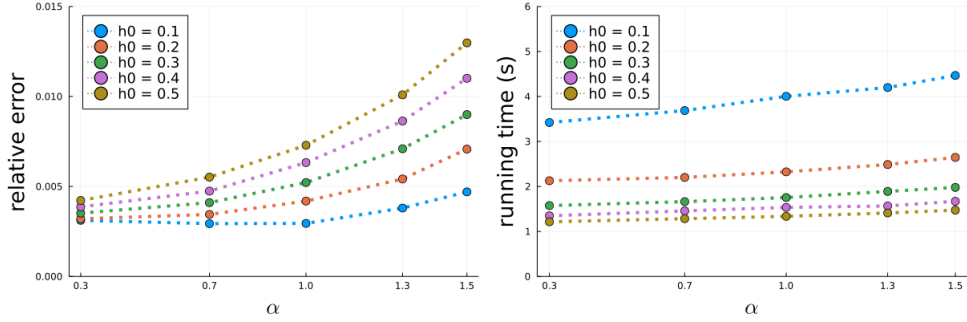 relative error
0.015
0.010
0.005
0.000
h0 = 0.1
h0 = 0.2
h0 = 0.3
h0 = 0.4
h0 = 0.5
0.3 0.7 1.0 1.3 1.5
α
running time (s)
6
5
4
3
2
1
0
h0 = 0.1
h0 = 0.2
h0 = 0.3
h0 = 0.4
h0 = 0.5
0.3 0.7 1.0 1.3 1.5
α